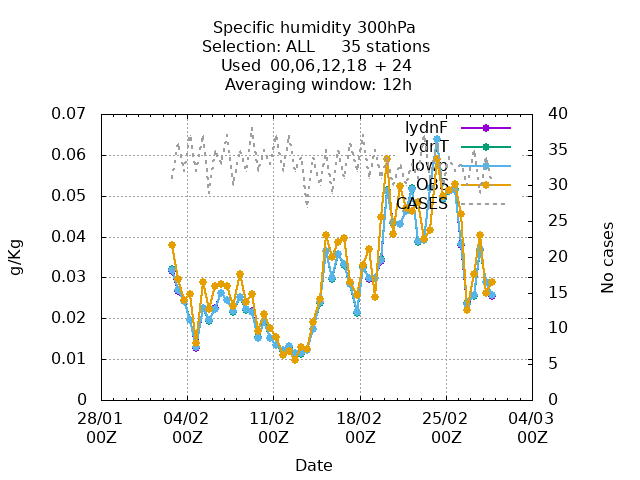 Specific humidity 300hPa
Selection: ALL 35 stations
Used 00,06,12,18 + 24
Averaging window: 12h
0.07
0.06
0.05
0.04
0.03
0.02
0.01
0
40
35
30
25
20
15
10
5
0
lydnF
lydnT
lowp
OBS
CASES
g/Kg
No cases
28/01 04/02 11/02 18/02 25/02 04/03
00Z 00Z 00Z 00Z 00Z 00Z
Date